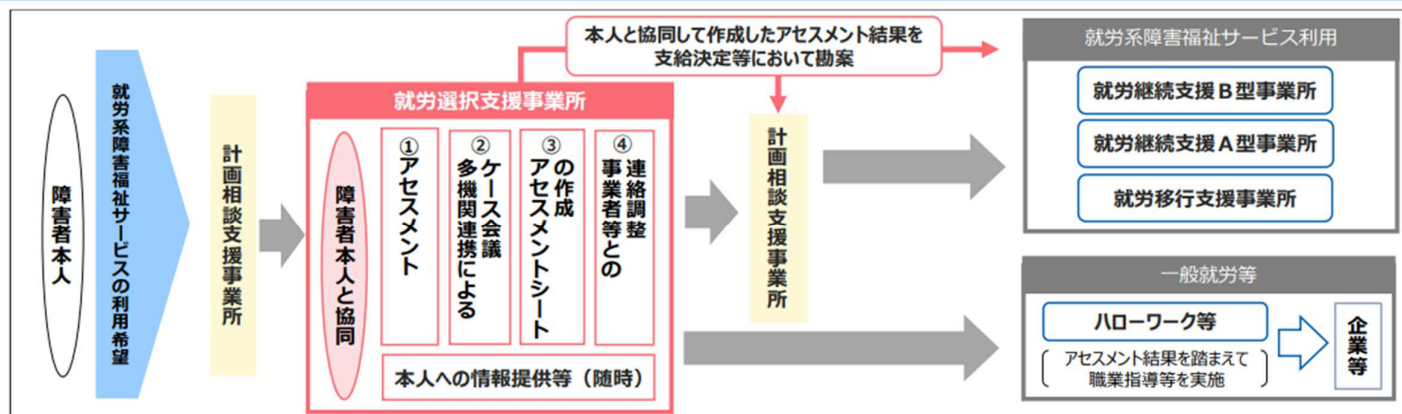 障害者本人
就労系障害福祉サービスの利用希望
計画相談支援事業所
就労選択支援事業所
障害者本人と協同
①アセスメント
②多機関連携による
ケース会議
③アセスメントシート
の作成
④事業者等との
連絡調整
本人への情報提供等（随時）
本人と協同して作成したアセスメント結果を
支給決定等において勘案
計画相談支援事業所
就労系障害福祉サービス利用
就労継続支援Ｂ型事業所
就労継続支援Ａ型事業所
就労移行支援事業所
一般就労等
ハローワーク等
アセスメント結果を踏まえて
職業指導等を実施
企業等